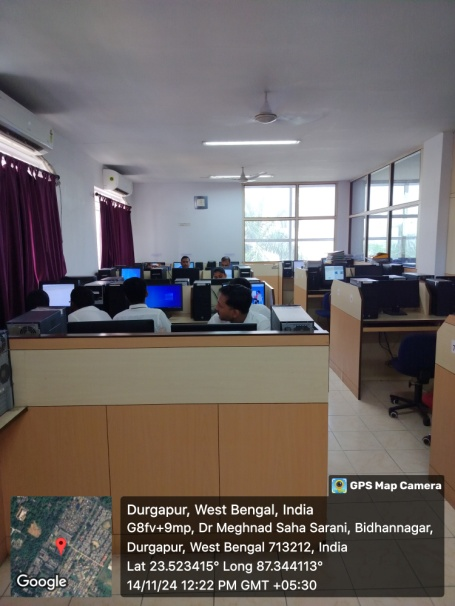 GPS Map Camera
Durgapur, West Bengal, India
G8fv+9mp, Dr Meghnad Saha Sarani, Bidhannagar,
Durgapur, West Bengal 713212, India
Lat 23.523415° Long 87.344113°
14/11/24 12:22 PM GMT +05:30
Google